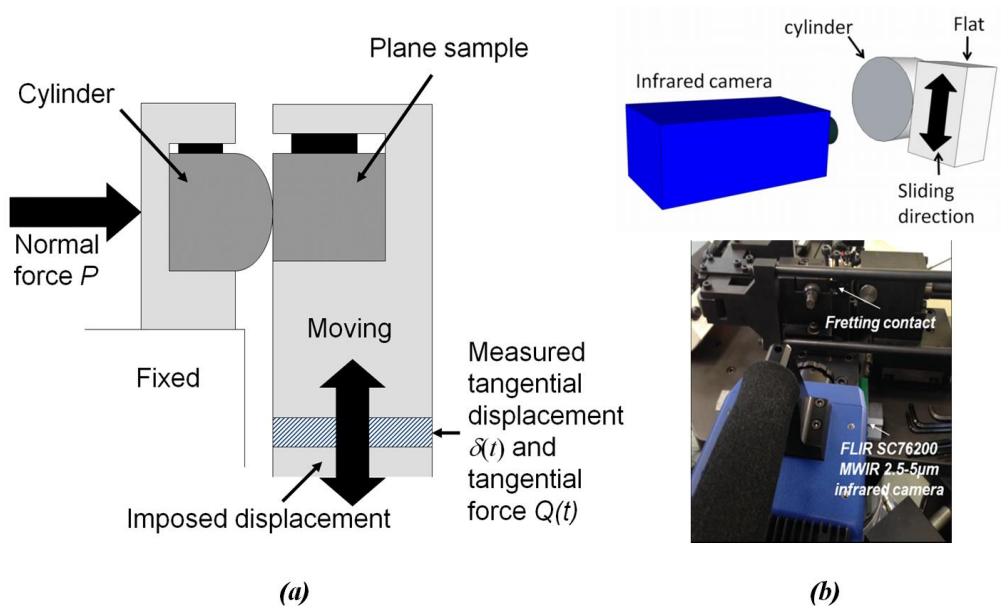 Plane sample
Cylinder
Normal
force P
Moving
Fixed
Measured
tangential
displacement
δ(t) and
tangential
force Q(t)
Imposed displacement
(a)
cylinder
Flat
Infrared camera
Sliding
direction
Fretting contact
FLIR SC76200
MWIR 2.5-5µm
infrared camera
(b)